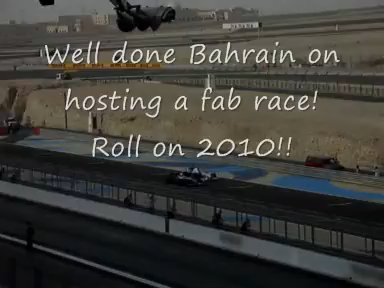 Well done Bahrain on
hosting a fab race!
Roll on 2010!!